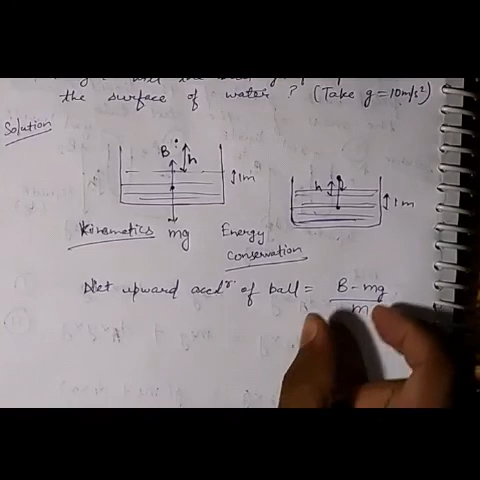 the surface of water ? (Take g = 10m/s²)
Solution
B
h
1m
h
1m
Kinematics
mg
Energy
conservation
Net upward accl^r. of ball = B - mg
m